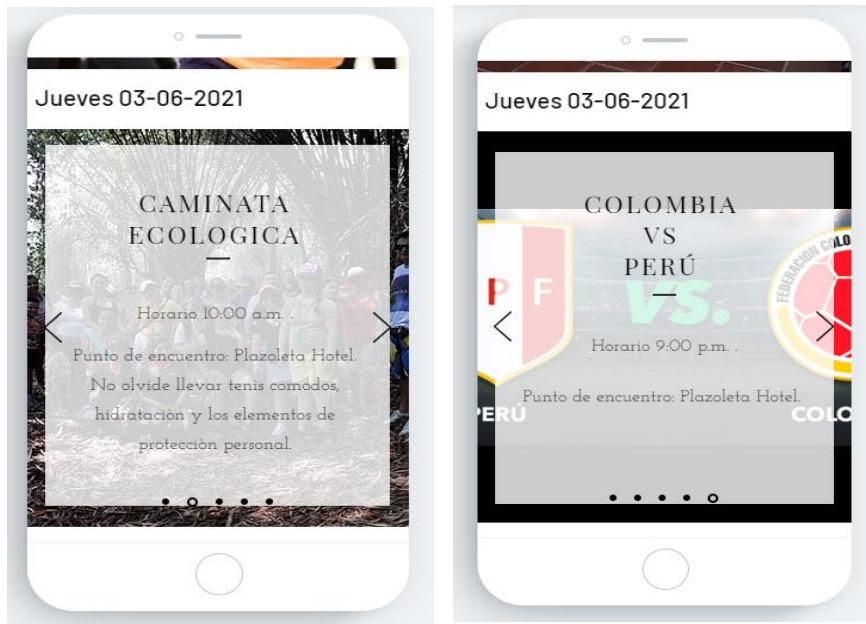 Jueves 03-06-2021
CAMINATA
ECOLOGICA
Horario 10:00 a.m. .
Punto de encuentro: Plazoleta Hotel.
No olvide llevar tenis comodos,
hidrataciòn y los elementos de
protecciòn personal.
Jueves 03-06-2021
COLOMBIA
VS
PERÚ
P F
VS.
FEDERACION COLO
Horario 9:00 p.m. .
Punto de encuentro: Plazoleta Hotel.
PERÚ
COLO